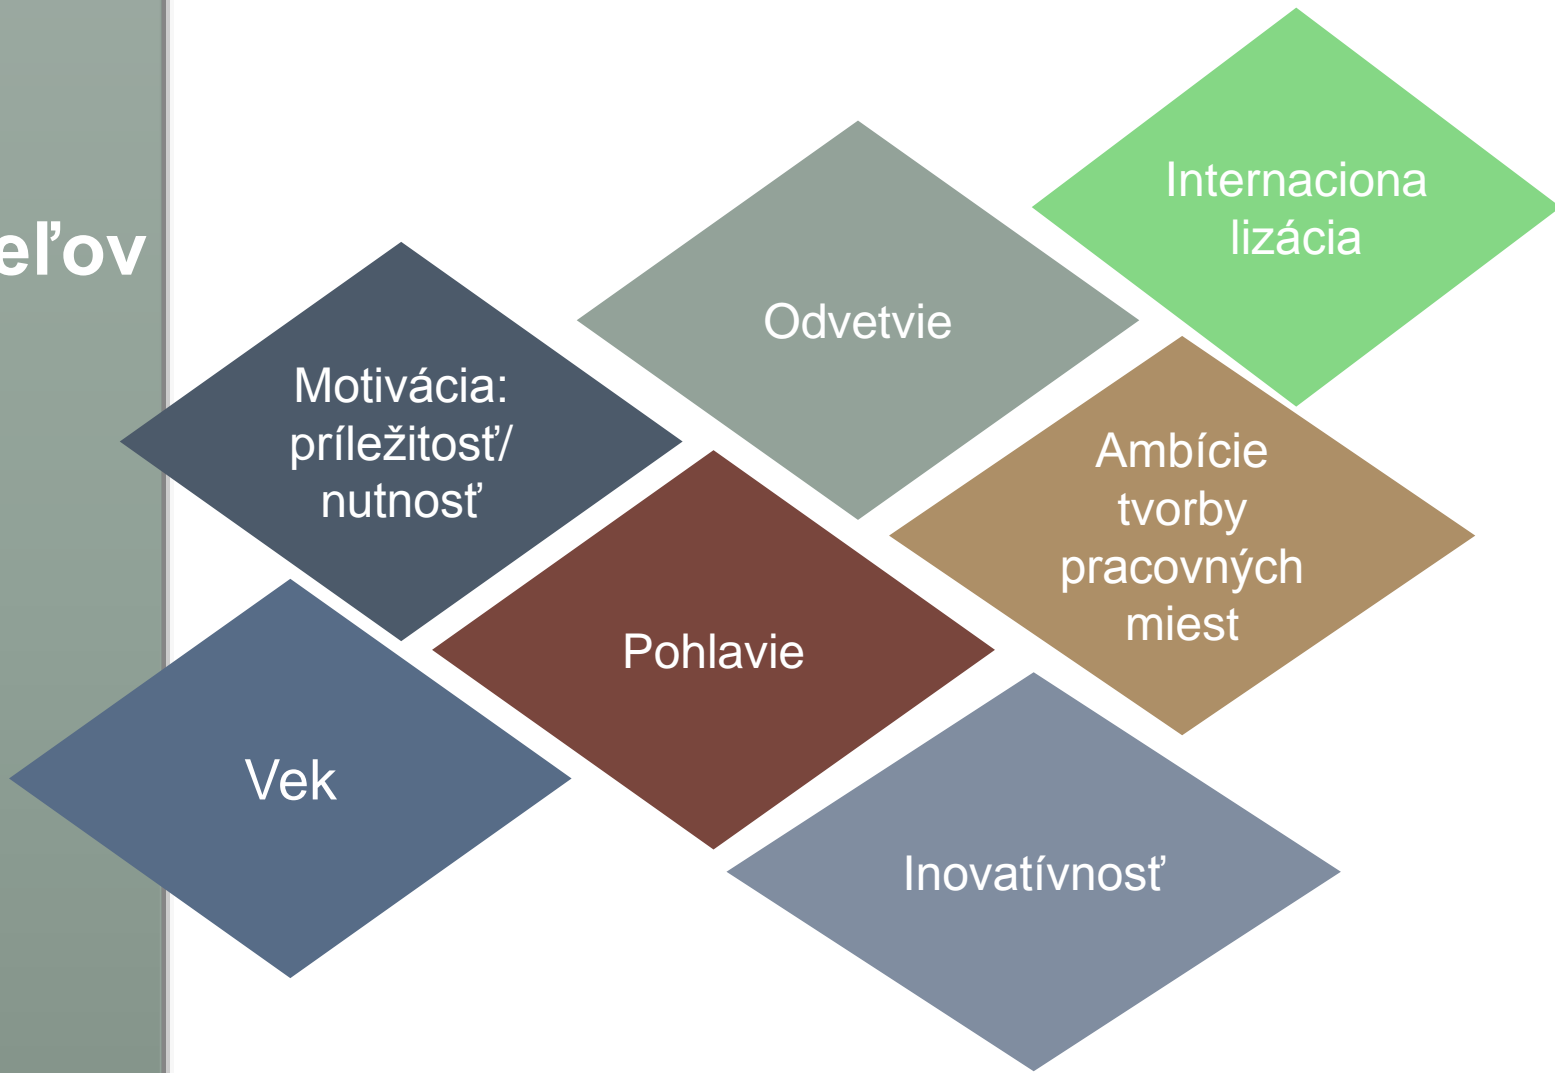 eľov
Internaciona
lizácia
Odvetvie
Motivácia:
príležitosť/
nutnosť
Ambície
tvorby
pracovných
miest
Pohlavie
Vek
Inovatívnosť